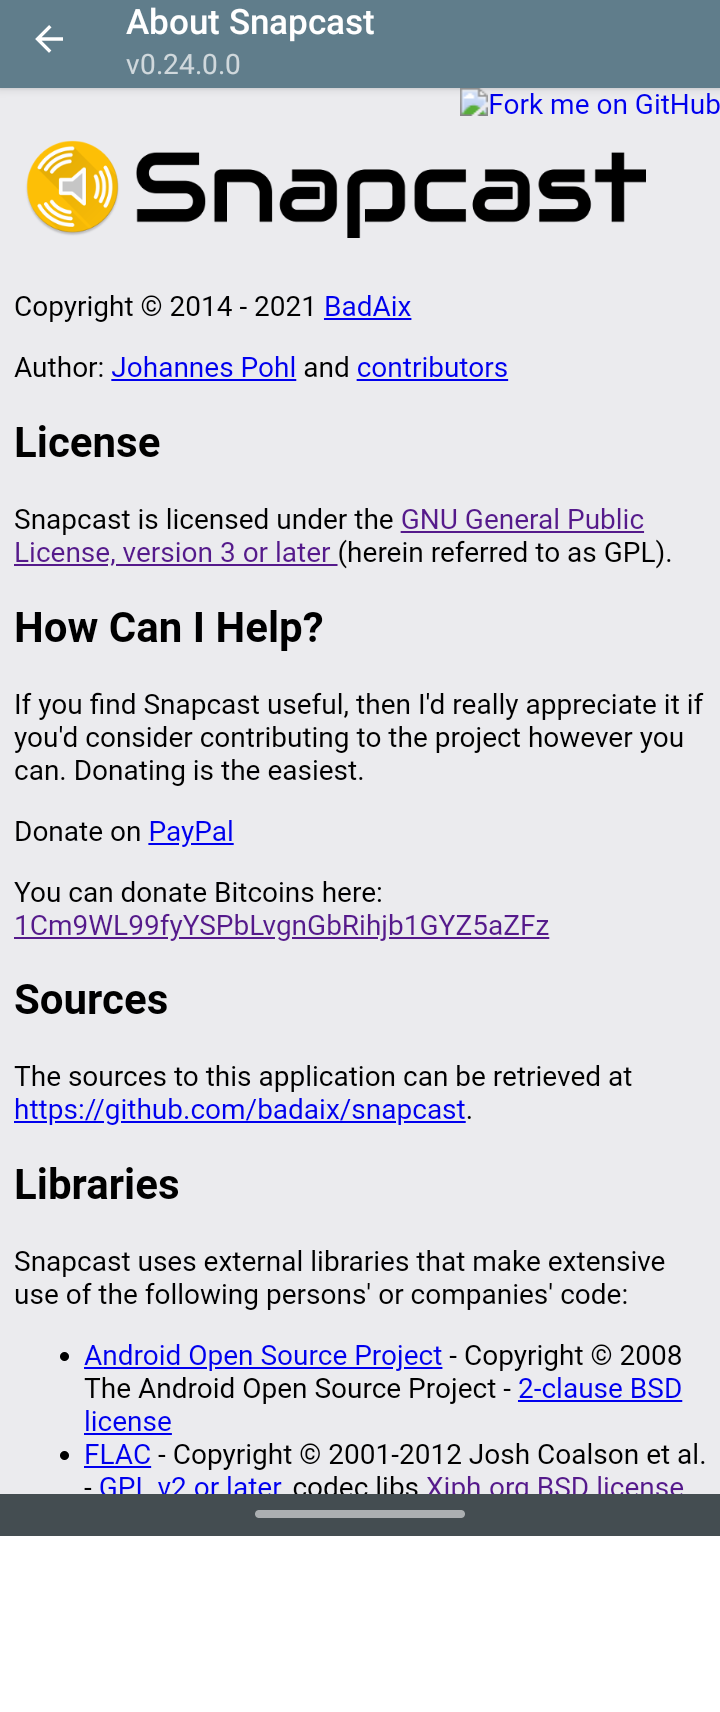 About Snapcast
v0.24.0.0
Fork me on GitHub
Snapcast
Copyright © 2014 - 2021 BadAix
Author: Johannes Pohl and contributors
License
Snapcast is licensed under the GNU General Public
License, version 3 or later (herein referred to as GPL).
How Can I Help?
If you find Snapcast useful, then I'd really appreciate it if
you'd consider contributing to the project however you
can. Donating is the easiest.
Donate on PayPal
You can donate Bitcoins here:
1Cm9WL99fyYSPbLvgnGbRihjb1GYZ5aZFz
Sources
The sources to this application can be retrieved at
https://github.com/badaix/snapcast.
Libraries
Snapcast uses external libraries that make extensive
use of the following persons' or companies' code:
• Android Open Source Project - Copyright © 2008
The Android Open Source Project - 2-clause BSD
license
• FLAC - Copyright © 2001-2012 Josh Coalson et al.
- GPL v2 or later, codec libs Xiph.org BSD license